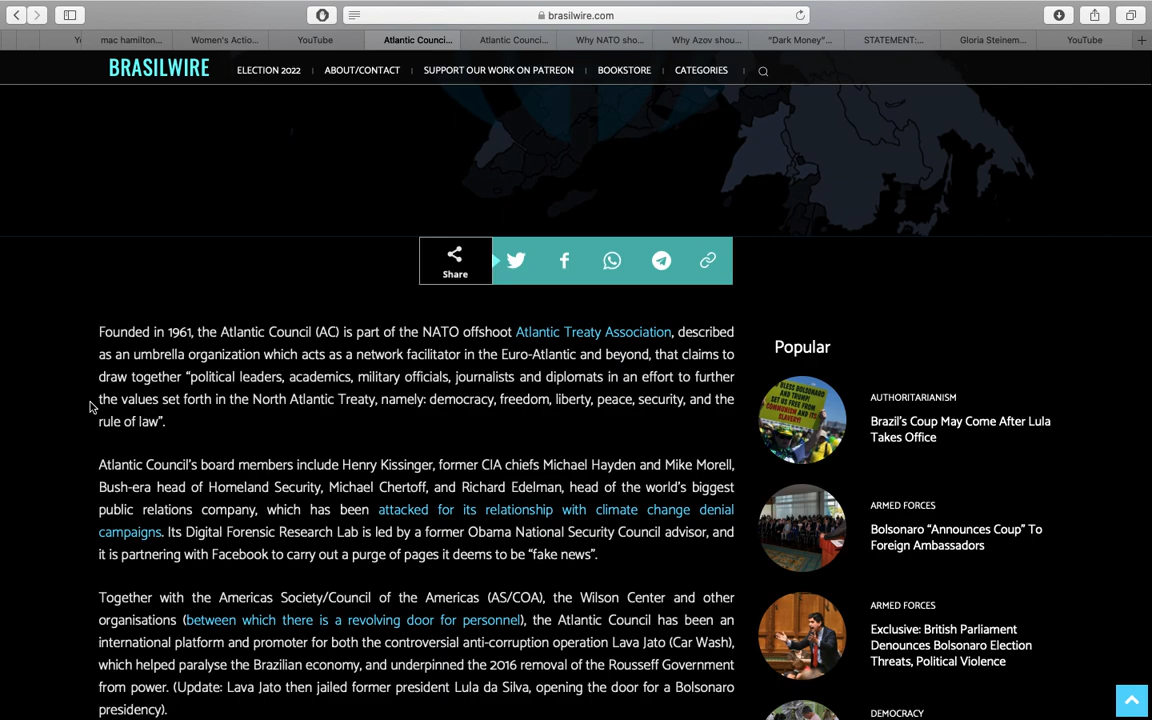 brasilwire.com
Yo
mac hamilton...
Women's Actio...
YouTube
Atlantic Counci...
Atlantic Counci...
Why NATO sho...
Why Azov shou...
"Dark Money"...
STATEMENT:...
Gloria Steinem...
YouTube
BRASILWIRE
ELECTION 2022
ABOUT/CONTACT
SUPPORT OUR WORK ON PATREON
BOOKSTORE
CATEGORIES
Share
Founded in 1961, the Atlantic Council (AC) is part of the NATO offshoot Atlantic Treaty Association, described
as an umbrella organization which acts as a network facilitator in the Euro-Atlantic and beyond, that claims to
draw together “political leaders, academics, military officials, journalists and diplomats in an effort to further
the values set forth in the North Atlantic Treaty, namely: democracy, freedom, liberty, peace, security, and the
rule of law”.
Atlantic Council’s board members include Henry Kissinger, former CIA chiefs Michael Hayden and Mike Morell,
Bush-era head of Homeland Security, Michael Chertoff, and Richard Edelman, head of the world’s biggest
public relations company, which has been attacked for its relationship with climate change denial
campaigns. Its Digital Forensic Research Lab is led by a former Obama National Security Council advisor, and
it is partnering with Facebook to carry out a purge of pages it deems to be “fake news”.
Together with the Americas Society/Council of the Americas (AS/COA), the Wilson Center and other
organisations (between which there is a revolving door for personnel), the Atlantic Council has been an
international platform and promoter for both the controversial anti-corruption operation Lava Jato (Car Wash),
which helped paralyse the Brazilian economy, and underpinned the 2016 removal of the Rousseff Government
from power. (Update: Lava Jato then jailed former president Lula da Silva, opening the door for a Bolsonaro
presidency).
Popular
BLESS BOLSONARO
AND TRUMP!
SET US FREE FROM
COMMUNISM AND ITS
SLAVERY!
AUTHORITARIANISM
Brazil’s Coup May Come After Lula
Takes Office
ARMED FORCES
Bolsonaro “Announces Coup” To
Foreign Ambassadors
ARMED FORCES
Exclusive: British Parliament
Denounces Bolsonaro Election
Threats, Political Violence
DEMOCRACY